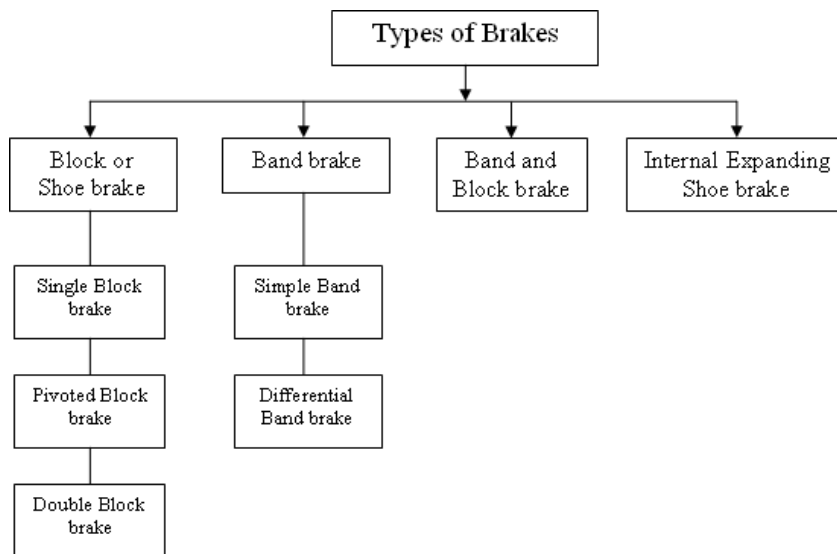 Types of Brakes
Block or
Shoe brake
Band brake
Band and
Block brake
Internal Expanding
Shoe brake
Single Block
brake
Simple Band
brake
Pivoted Block
brake
Differential
Band brake
Double Block
brake